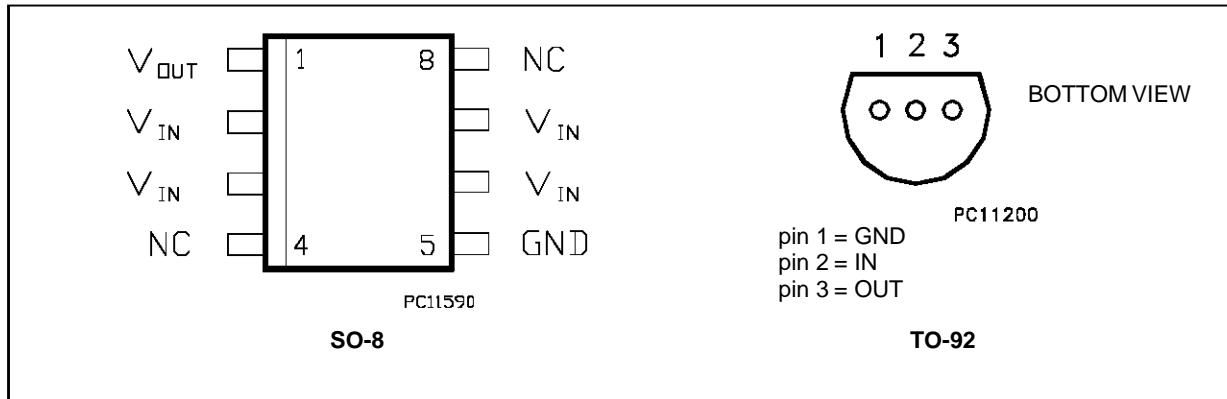 VOUT 1 8 NC
VIN VIN
VIN VIN
NC 4 5 GND
PC11590
SO-8
1 2 3
BOTTOM VIEW
PC11200
pin 1 = GND
pin 2 = IN
pin 3 = OUT
TO-92